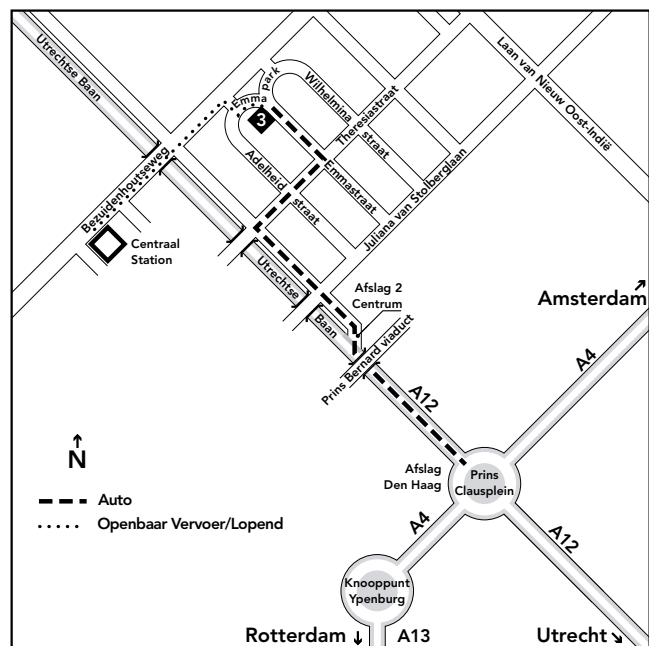 Utrechtse Baan
Laan van Nieuw Oost-Indië
Wilhelmina
straat
Emma
park
3
Theresiastraat
Bezuidenhoutseweg
Adelheid
straat
Emmastraat
Juliana van Stolberglaan
Centraal
Station
Utrechtse
Baan
Afslag 2
Centrum
Amsterdam
Prins Bernard viaduct
A4
A12
N
Afslag
Den Haag
Prins
Clausplein
Auto
Openbaar Vervoer/Lopend
A4
A12
Knooppunt
Ypenburg
Rotterdam
A13
Utrecht